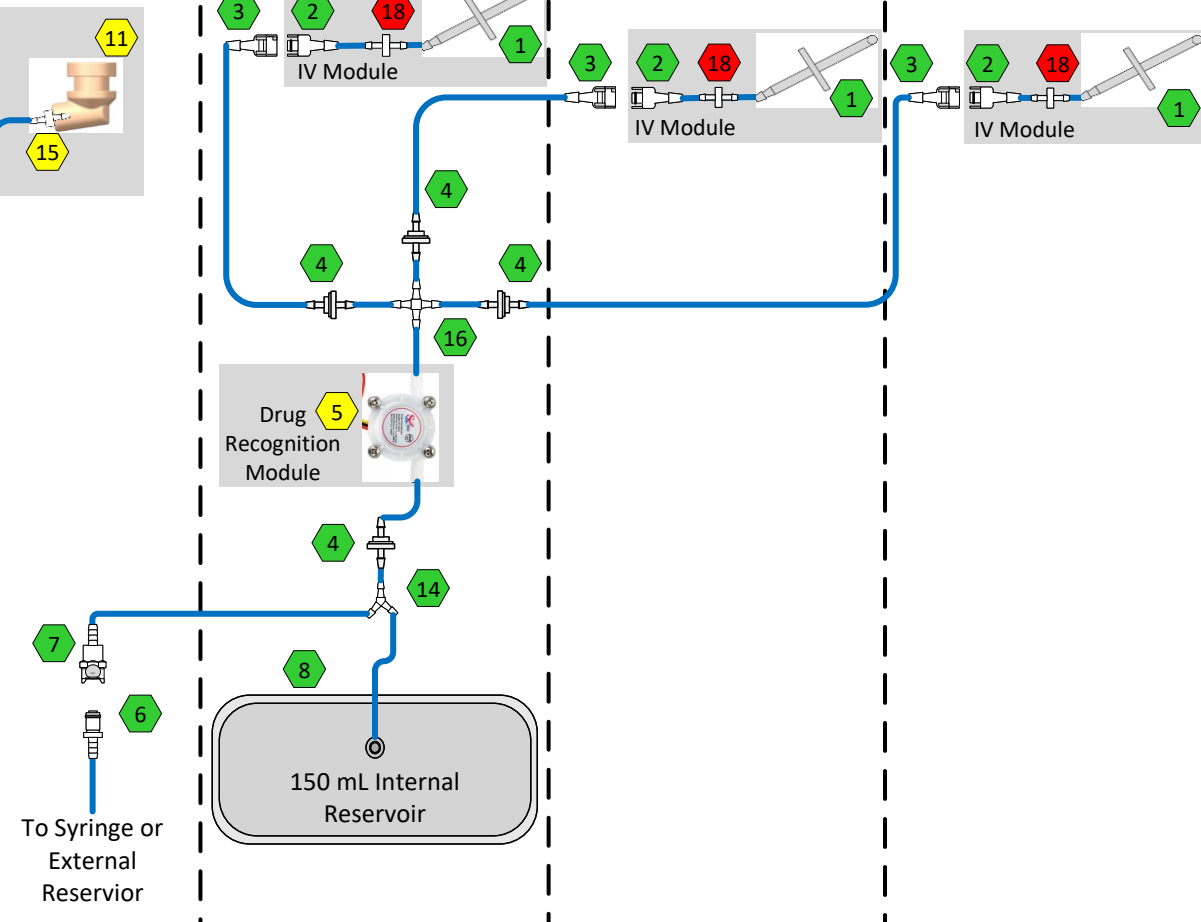 3
2
18
1
IV Module
11
15
3
2
18
1
IV Module
3
2
18
1
IV Module
4
4
4
16
Drug
Recognition
Module
5
4
14
7
6
8
150 mL Internal
Reservoir
To Syringe or
External
Reservior